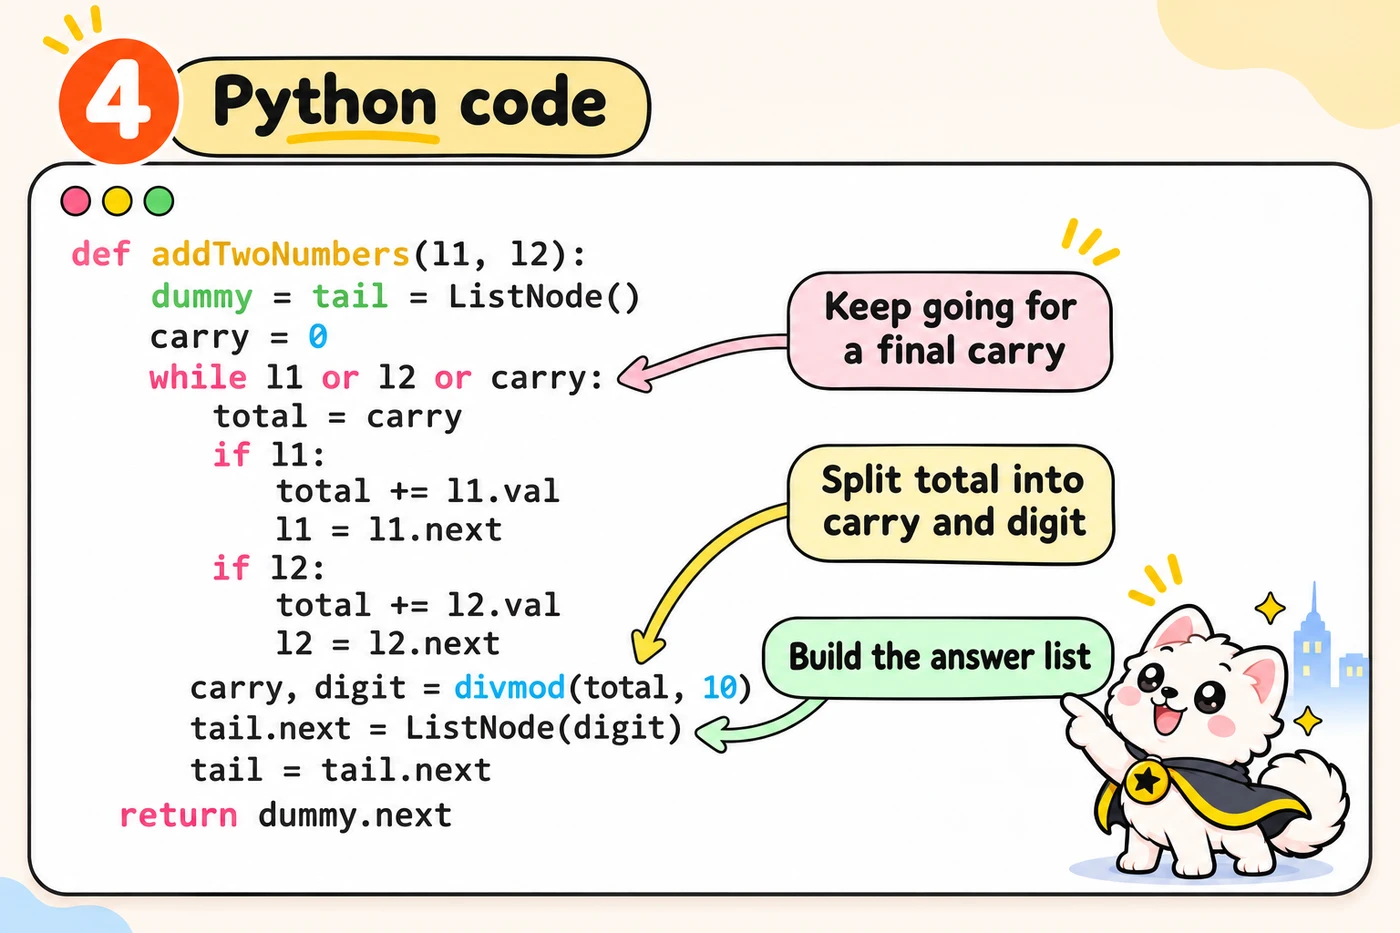 4
Python code
def addTwoNumbers(l1, l2):
    dummy = tail = ListNode()
    carry = 0
    while l1 or l2 or carry:
        total = carry
        if l1:
            total += l1.val
            l1 = l1.next
        if l2:
            total += l2.val
            l2 = l2.next
        carry, digit = divmod(total, 10)
        tail.next = ListNode(digit)
        tail = tail.next
    return dummy.next
Keep going for
a final carry
Split total into
carry and digit
Build the answer list